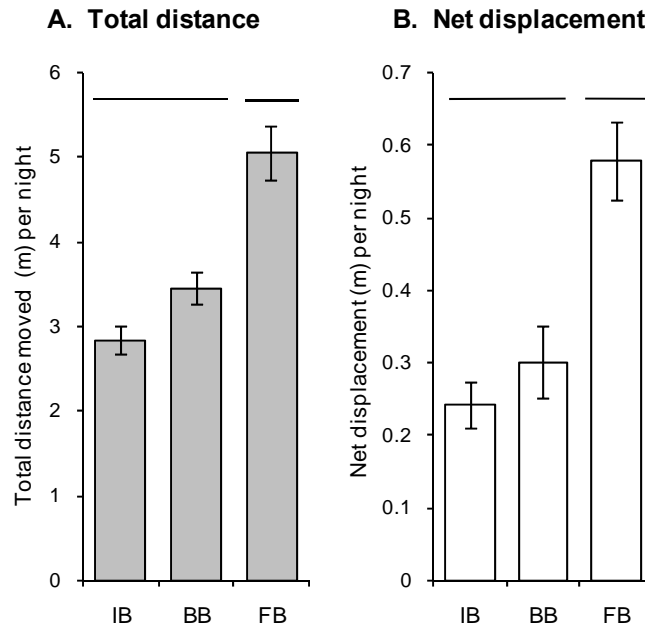 A. Total distance
Total distance moved (m) per night
6
5
4
3
2
1
0
IB BB FB
B. Net displacement
Net displacement (m) per night
0.7
0.6
0.5
0.4
0.3
0.2
0.1
0
IB BB FB